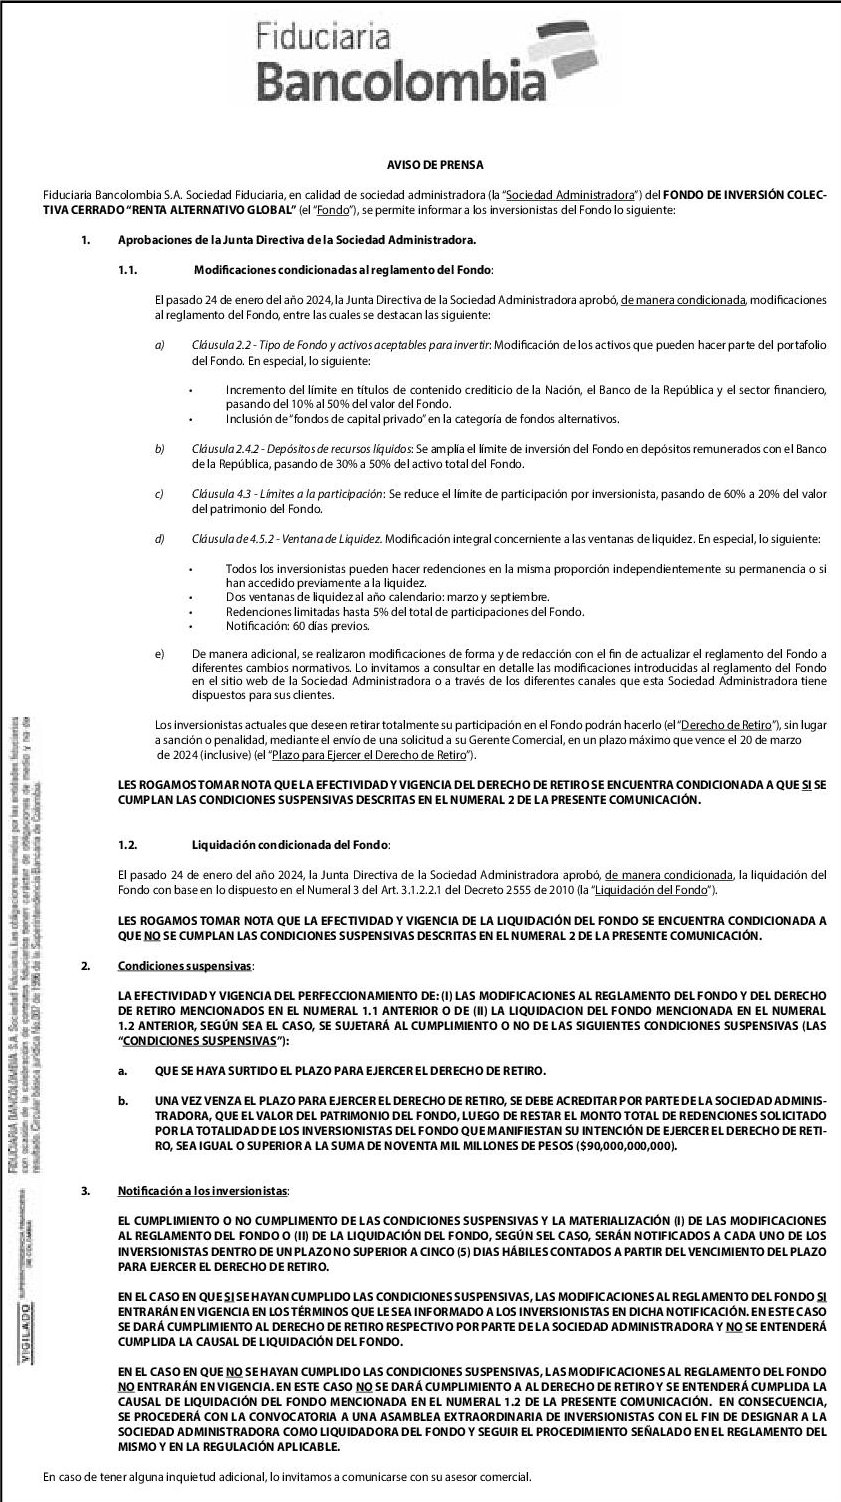 Fiduciaria
Bancolombia
AVISO DE PRENSA
Fiduciaria Bancolombia S.A. Sociedad Fiduciaria, en calidad de sociedad administradora (la “Sociedad Administradora”) del FONDO DE INVERSIÓN COLEC-
TIVA CERRADO “RENTA ALTERNATIVO GLOBAL” (el “Fondo”), se permite informar a los inversionistas del Fondo lo siguiente:
1. Aprobaciones de la Junta Directiva de la Sociedad Administradora.
1.1. Modificaciones condicionadas al reglamento del Fondo:
El pasado 24 de enero del año 2024, la Junta Directiva de la Sociedad Administradora aprobó, de manera condicionada, modificaciones
al reglamento del Fondo, entre las cuales se destacan las siguiente:
a) Cláusula 2.2 - Tipo de Fondo y activos aceptables para invertir: Modificación de los activos que pueden hacer parte del portafolio
del Fondo. En especial, lo siguiente:
• Incremento del límite en títulos de contenido crediticio de la Nación, el Banco de la República y el sector financiero,
pasando del 10% al 50% del valor del Fondo.
• Inclusión de “fondos de capital privado” en la categoría de fondos alternativos.
b) Cláusula 2.4.2 - Depósitos de recursos líquidos: Se amplía el límite de inversión del Fondo en depósitos remunerados con el Banco
de la República, pasando de 30% a 50% del activo total del Fondo.
c) Cláusula 4.3 - Límites a la participación: Se reduce el límite de participación por inversionista, pasando de 60% a 20% del valor
del patrimonio del Fondo.
d) Cláusula de 4.5.2 - Ventana de Liquidez. Modificación integral concerniente a las ventanas de liquidez. En especial, lo siguiente:
• Todos los inversionistas pueden hacer redenciones en la misma proporción independientemente su permanencia o si
han accedido previamente a la liquidez.
• Dos ventanas de liquidez al año calendario: marzo y septiembre.
• Redenciones limitadas hasta 5% del total de participaciones del Fondo.
• Notificación: 60 días previos.
e) De manera adicional, se realizaron modificaciones de forma y de redacción con el fin de actualizar el reglamento del Fondo a
diferentes cambios normativos. Lo invitamos a consultar en detalle las modificaciones introducidas al reglamento del Fondo
en el sitio web de la Sociedad Administradora o a través de los diferentes canales que esta Sociedad Administradora tiene
dispuestos para sus clientes.
Los inversionistas actuales que deseen retirar totalmente su participación en el Fondo podrán hacerlo (el “Derecho de Retiro”), sin lugar
a sanción o penalidad, mediante el envío de una solicitud a su Gerente Comercial, en un plazo máximo que vence el 20 de marzo
de 2024 (inclusive) (el “Plazo para Ejercer el Derecho de Retiro”).
LES ROGAMOS TOMAR NOTA QUE LA EFECTIVIDAD Y VIGENCIA DEL DERECHO DE RETIRO SE ENCUENTRA CONDICIONADA A QUE SI SE
CUMPLAN LAS CONDICIONES SUSPENSIVAS DESCRITAS EN EL NUMERAL 2 DE LA PRESENTE COMUNICACIÓN.
1.2. Liquidación condicionada del Fondo:
El pasado 24 de enero del año 2024, la Junta Directiva de la Sociedad Administradora aprobó, de manera condicionada, la liquidación del
Fondo con base en lo dispuesto en el Numeral 3 del Art. 3.1.2.2.1 del Decreto 2555 de 2010 (la “Liquidación del Fondo”).
LES ROGAMOS TOMAR NOTA QUE LA EFECTIVIDAD Y VIGENCIA DE LA LIQUIDACIÓN DEL FONDO SE ENCUENTRA CONDICIONADA A
QUE NO SE CUMPLAN LAS CONDICIONES SUSPENSIVAS DESCRITAS EN EL NUMERAL 2 DE LA PRESENTE COMUNICACIÓN.
2. Condiciones suspensivas:
LA EFECTIVIDAD Y VIGENCIA DEL PERFECCIONAMIENTO DE: (I) LAS MODIFICACIONES AL REGLAMENTO DEL FONDO Y DEL DERECHO
DE RETIRO MENCIONADOS EN EL NUMERAL 1.1 ANTERIOR O DE (II) LA LIQUIDACION DEL FONDO MENCIONADA EN EL NUMERAL
1.2 ANTERIOR, SEGÚN SEA EL CASO, SE SUJETARÁ AL CUMPLIMIENTO O NO DE LAS SIGUIENTES CONDICIONES SUSPENSIVAS (LAS
“CONDICIONES SUSPENSIVAS”):
a. QUE SE HAYA SURTIDO EL PLAZO PARA EJERCER EL DERECHO DE RETIRO.
b. UNA VEZ VENZA EL PLAZO PARA EJERCER EL DERECHO DE RETIRO, SE DEBE ACREDITAR POR PARTE DE LA SOCIEDAD ADMINIS-
TRADORA, QUE EL VALOR DEL PATRIMONIO DEL FONDO, LUEGO DE RESTAR EL MONTO TOTAL DE REDENCIONES SOLICITADO
POR LA TOTALIDAD DE LOS INVERSIONISTAS DEL FONDO QUE MANIFIESTAN SU INTENCIÓN DE EJERCER EL DERECHO DE RETI-
RO, SEA IGUAL O SUPERIOR A LA SUMA DE NOVENTA MIL MILLONES DE PESOS ($90,000,000,000).
3. Notificación a los inversionistas:
EL CUMPLIMIENTO O NO CUMPLIMENTO DE LAS CONDICIONES SUSPENSIVAS Y LA MATERIALIZACIÓN (I) DE LAS MODIFICACIONES
AL REGLAMENTO DEL FONDO O (II) DE LA LIQUIDACIÓN DEL FONDO, SEGÚN SEL CASO, SERÁN NOTIFICADOS A CADA UNO DE LOS
INVERSIONISTAS DENTRO DE UN PLAZO NO SUPERIOR A CINCO (5) DIAS HÁBILES CONTADOS A PARTIR DEL VENCIMIENTO DEL PLAZO
PARA EJERCER EL DERECHO DE RETIRO.
EN EL CASO EN QUE SI SE HAYAN CUMPLIDO LAS CONDICIONES SUSPENSIVAS, LAS MODIFICACIONES AL REGLAMENTO DEL FONDO SI
ENTRARÁN EN VIGENCIA EN LOS TÉRMINOS QUE LE SEA INFORMADO A LOS INVERSIONISTAS EN DICHA NOTIFICACIÓN. EN ESTE CASO
SE DARÁ CUMPLIMIENTO AL DERECHO DE RETIRO RESPECTIVO POR PARTE DE LA SOCIEDAD ADMINISTRADORA Y NO SE ENTENDERÁ
CUMPLIDA LA CAUSAL DE LIQUIDACIÓN DEL FONDO.
EN EL CASO EN QUE NO SE HAYAN CUMPLIDO LAS CONDICIONES SUSPENSIVAS, LAS MODIFICACIONES AL REGLAMENTO DEL FONDO
NO ENTRARÁN EN VIGENCIA. EN ESTE CASO NO SE DARÁ CUMPLIMIENTO A AL DERECHO DE RETIRO Y SE ENTENDERÁ CUMPLIDA LA
CAUSAL DE LIQUIDACIÓN DEL FONDO MENCIONADA EN EL NUMERAL 1.2 DE LA PRESENTE COMUNICACIÓN. EN CONSECUENCIA,
SE PROCEDERÁ CON LA CONVOCATORIA A UNA ASAMBLEA EXTRAORDINARIA DE INVERSIONISTAS CON EL FIN DE DESIGNAR A LA
SOCIEDAD ADMINISTRADORA COMO LIQUIDADORA DEL FONDO Y SEGUIR EL PROCEDIMIENTO SEÑALADO EN EL REGLAMENTO DEL
MISMO Y EN LA REGULACIÓN APLICABLE.
En caso de tener alguna inquietud adicional, lo invitamos a comunicarse con su asesor comercial.
FIDUCIARIA BANCOLOMBIA S.A. Sociedad Fiduciaria. Las obligaciones asumidas por las entidades fiduciarias
con ocasión de la celebración de contratos fiduciarios tienen carácter de obligaciones de medio y no de
resultado. Circular básica jurídica No.007 de 1996 de la Superintendencia Bancaria de Colombia.
VIGILADO
SUPERINTENDENCIA FINANCIERA
DE COLOMBIA